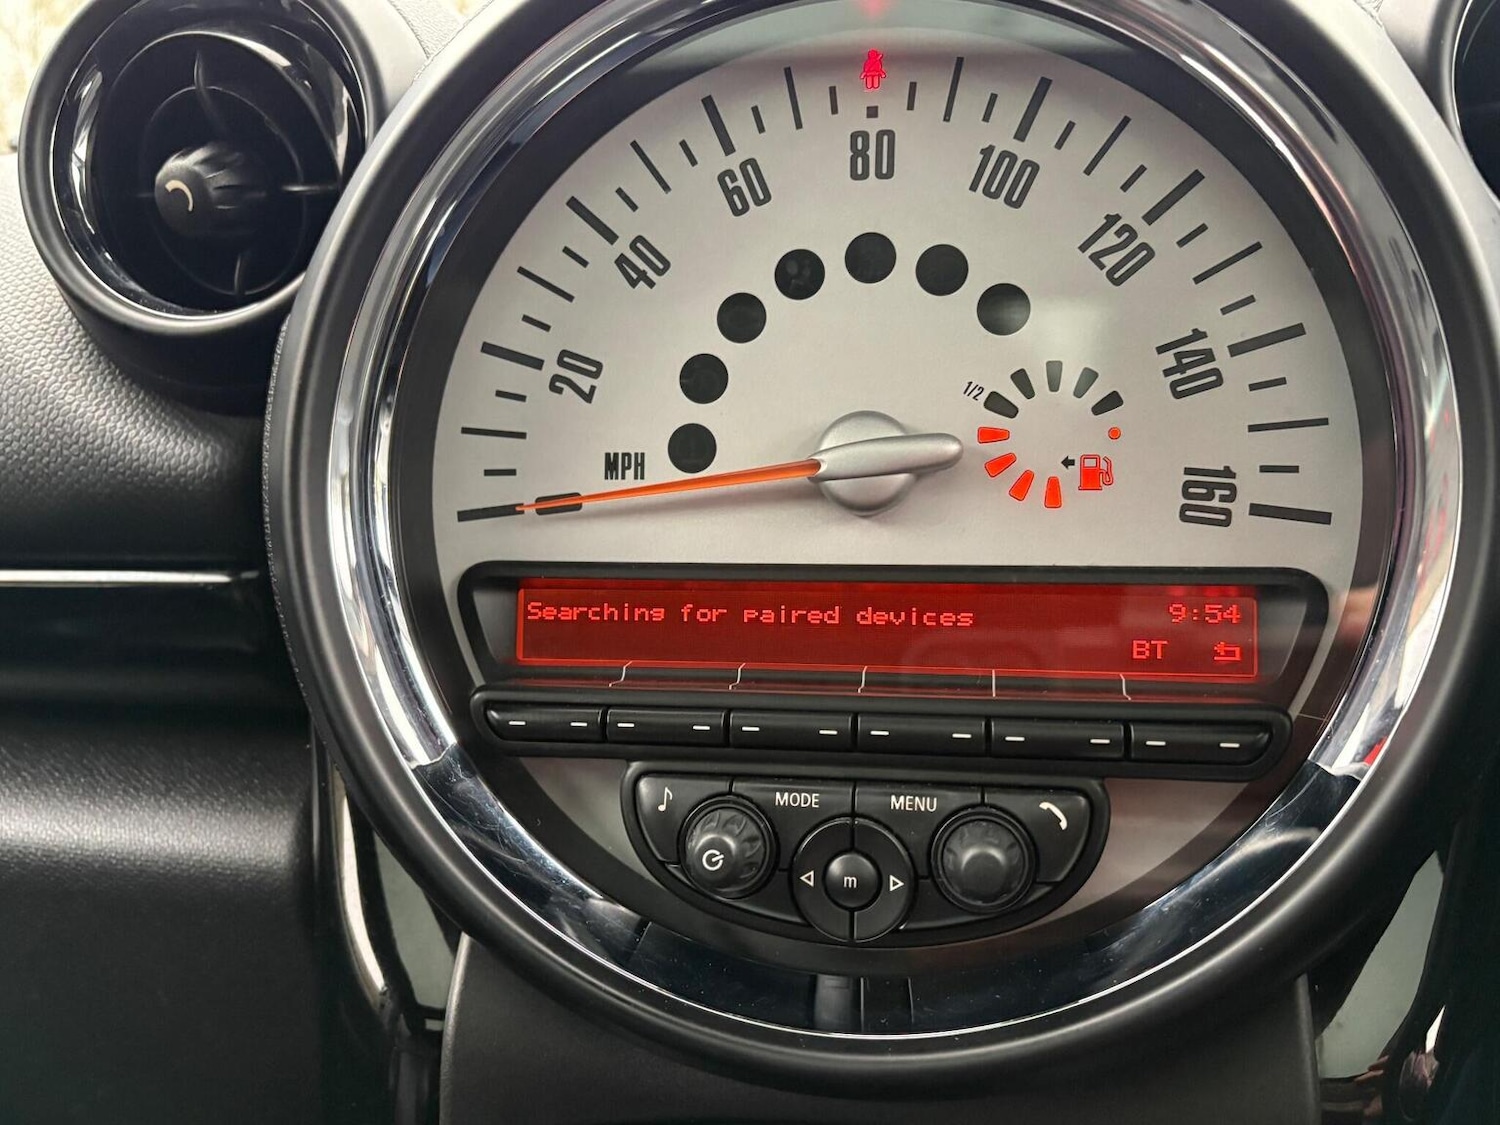 80
60
100
40
120
20
140
1/2
MPH
160
Searching for paired devices 9:54
BT
MODE MENU
m